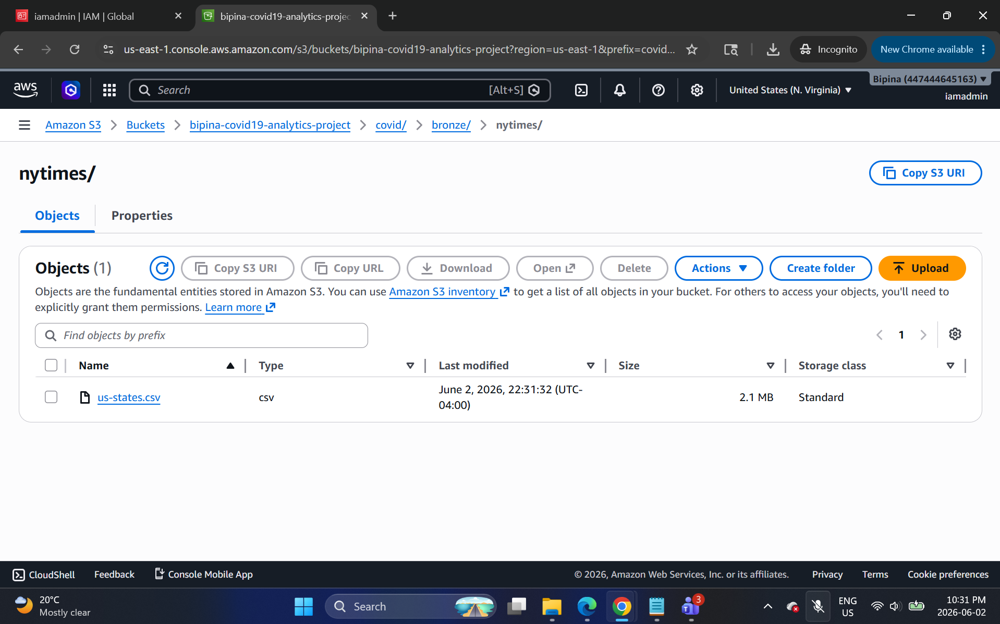 iamadmin | IAM | Global
bipina-covid19-analytics-projec
us-east-1.console.aws.amazon.com/s3/buckets/bipina-covid19-analytics-project?region=us-east-1&prefix=covid...
Incognito
New Chrome available
aws
Search
[Alt+S]
United States (N. Virginia)
Bipina (447444645163)
iamadmin
Amazon S3
Buckets
bipina-covid19-analytics-project
covid/
bronze/
nytimes/
nytimes/
Copy S3 URI
Objects
Properties
Objects (1)
Copy S3 URI
Copy URL
Download
Open
Delete
Actions
Create folder
Upload
Objects are the fundamental entities stored in Amazon S3. You can use Amazon S3 inventory to get a list of all objects in your bucket. For others to access your objects, you'll need to
explicitly grant them permissions. Learn more
Find objects by prefix
1
Name
Type
Last modified
Size
Storage class
us-states.csv
csv
June 2, 2026, 22:31:32 (UTC-
04:00)
2.1 MB
Standard
CloudShell
Feedback
Console Mobile App
© 2026, Amazon Web Services, Inc. or its affiliates.
Privacy
Terms
Cookie preferences
20°C
Mostly clear
Search
T
3
ENG
US
10:31 PM
2026-06-02